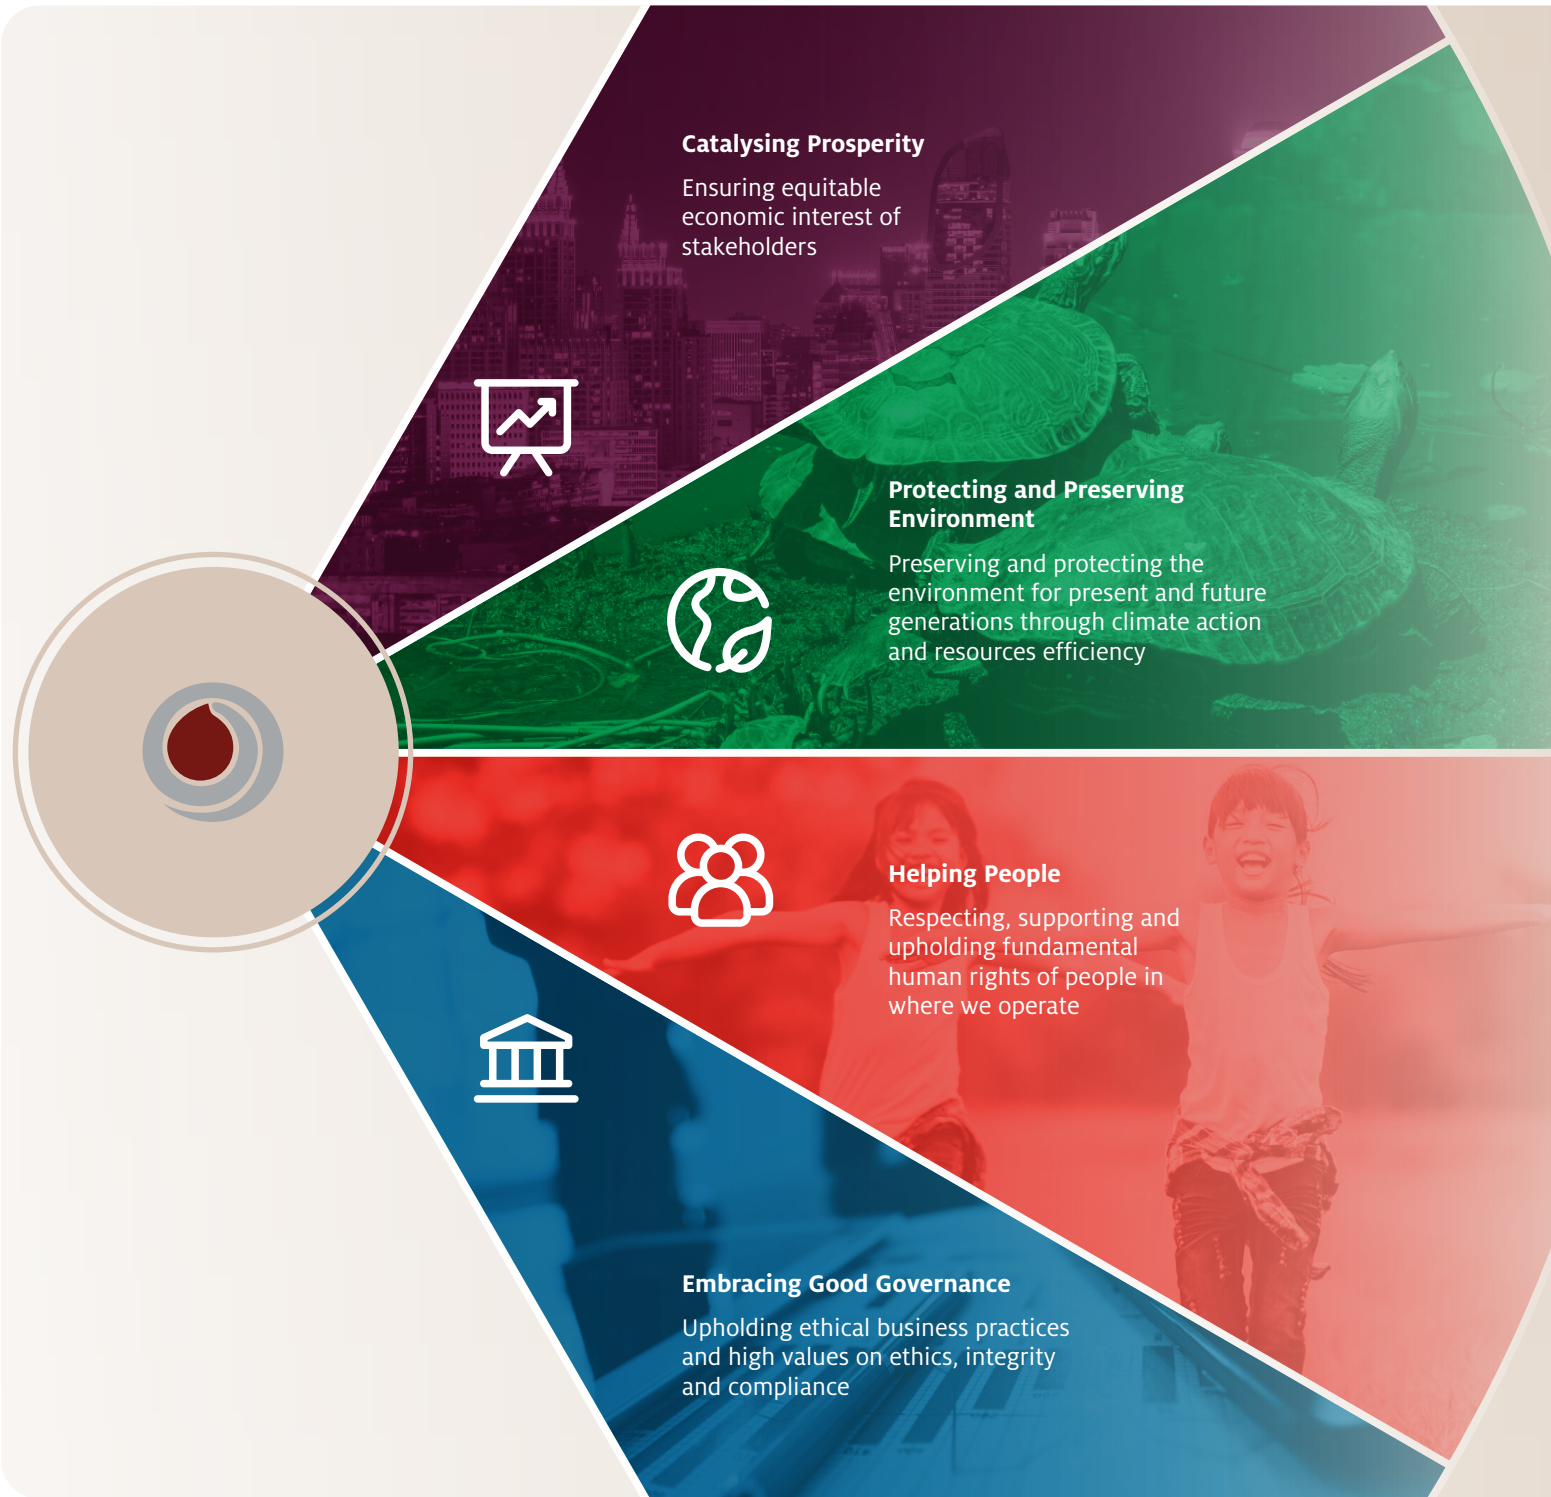 Catalysing Prosperity
Ensuring equitable
economic interest of
stakeholders
Protecting and Preserving
Environment
Preserving and protecting the
environment for present and future
generations through climate action
and resources efficiency
Helping People
Respecting, supporting and
upholding fundamental
human rights of people in
where we operate
Embracing Good Governance
Upholding ethical business practices
and high values on ethics, integrity
and compliance